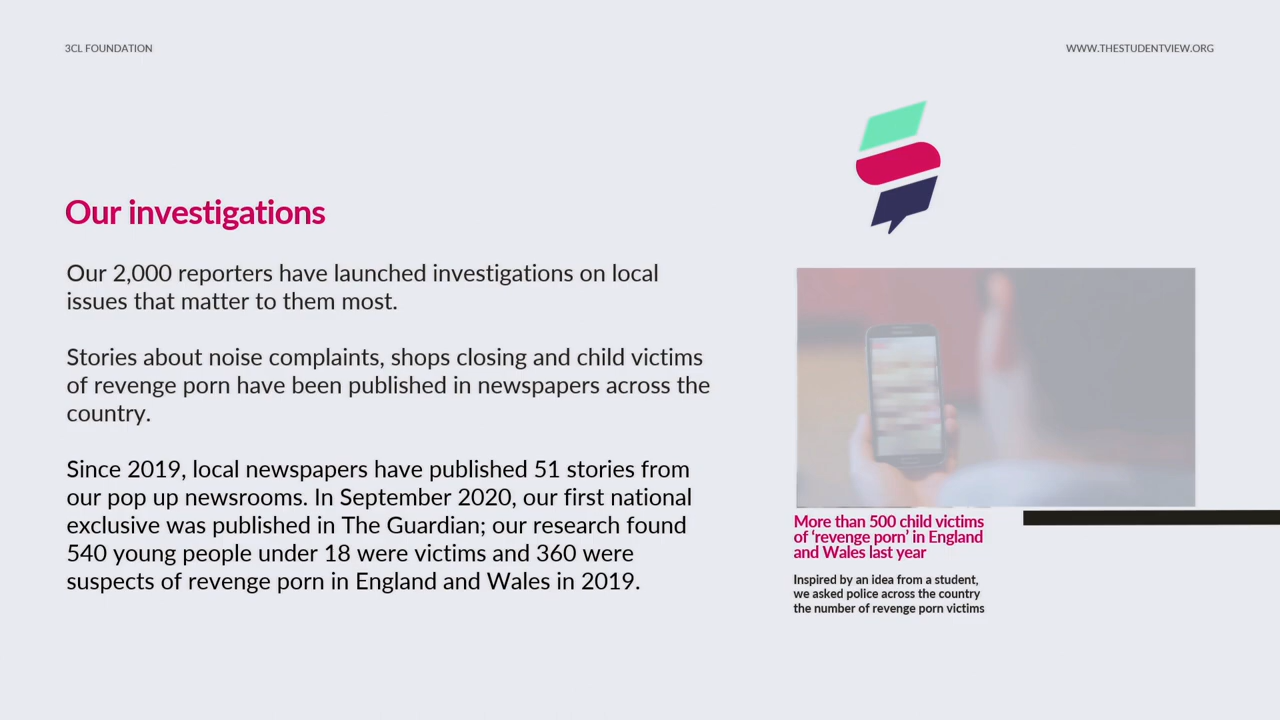 3CL FOUNDATION
WWW.THESTUDENTVIEW.ORG
Our investigations
Our 2,000 reporters have launched investigations on local
issues that matter to them most.
Stories about noise complaints, shops closing and child victims
of revenge porn have been published in newspapers across the
country.
Since 2019, local newspapers have published 51 stories from
our pop up newsrooms. In September 2020, our first national
exclusive was published in The Guardian; our research found
540 young people under 18 were victims and 360 were
suspects of revenge porn in England and Wales in 2019.
More than 500 child victims
of ‘revenge porn’ in England
and Wales last year
Inspired by an idea from a student,
we asked police across the country
the number of revenge porn victims